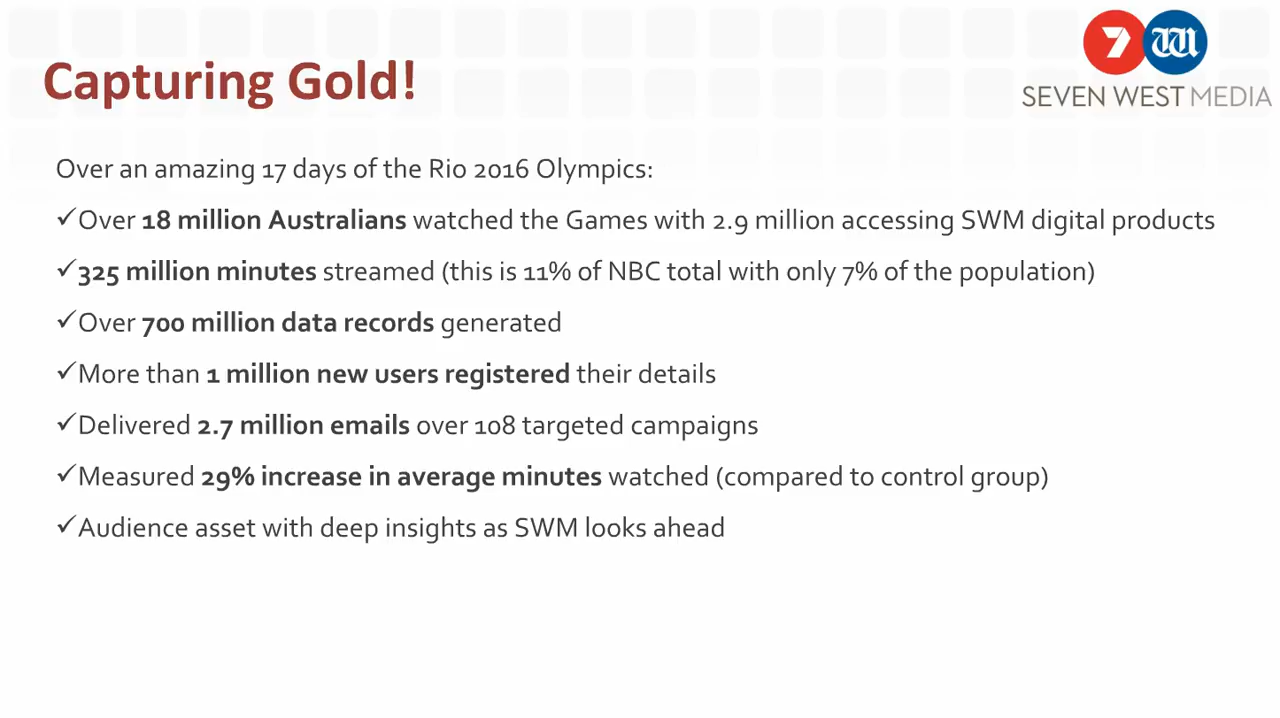 Capturing Gold!
7 W
SEVEN WEST MEDIA
Over an amazing 17 days of the Rio 2016 Olympics:
✓Over 18 million Australians watched the Games with 2.9 million accessing SWM digital products
✓325 million minutes streamed (this is 11% of NBC total with only 7% of the population)
✓Over 700 million data records generated
✓More than 1 million new users registered their details
✓Delivered 2.7 million emails over 108 targeted campaigns
✓Measured 29% increase in average minutes watched (compared to control group)
✓Audience asset with deep insights as SWM looks ahead